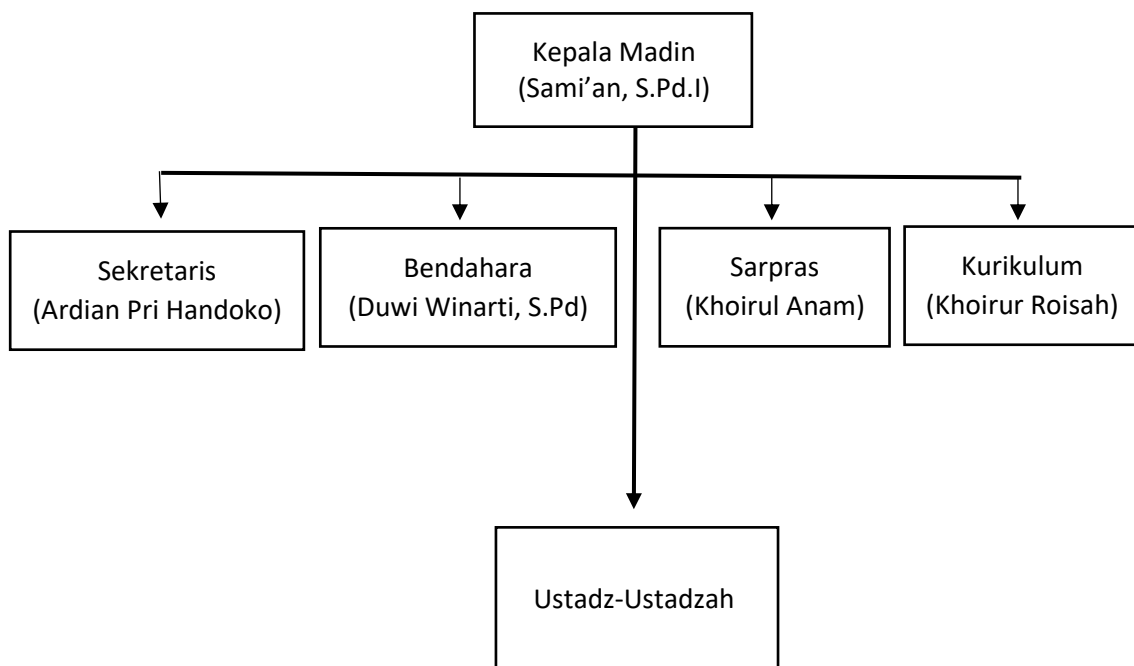 Kepala Madin
(Sami’an, S.Pd.I)
Sekretaris
(Ardian Pri Handoko)
Bendahara
(Duwi Winarti, S.Pd)
Sarpras
(Khoirul Anam)
Kurikulum
(Khoirur Roisah)
Ustadz-Ustadzah